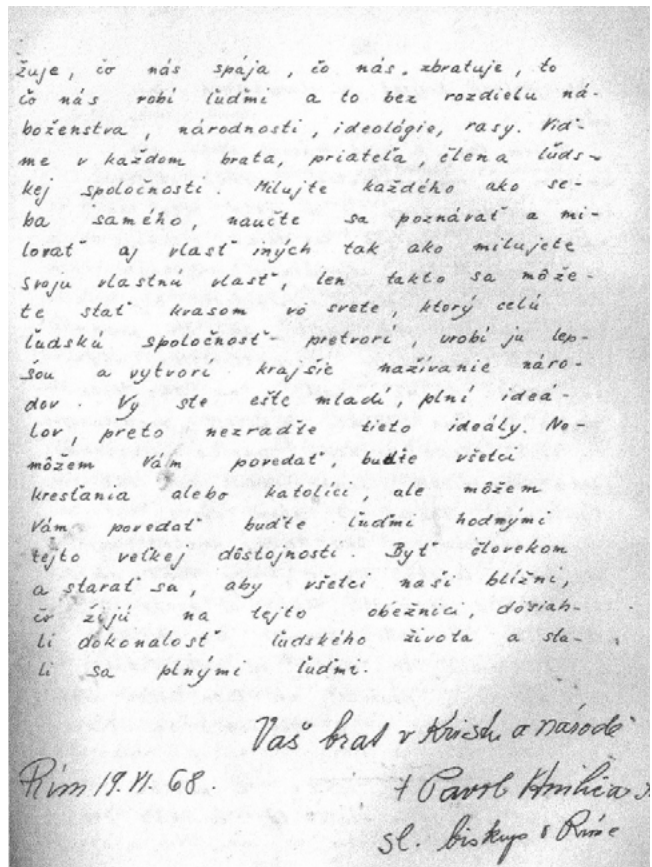 žuje, čo nás spája, čo nás zbratuje, to
čo nás robí ľuďmi a to bez rozdielu ná-
boženstva, národnosti, ideológie, rasy. Viď-
me v každom brata, priateľa, člena ľuds-
kej spoločnosti. Milujte každého ako se-
ba samého, naučte sa poznávať a mi-
lovať aj vlasť iných tak ako milujete
svoju vlastnú vlasť, len takto sa može-
te stať kvasom vo svete, ktorý celú
ľudskú spoločnosť pretvorí, urobí ju lep-
šou a vytvorí krajšie nažívanie náro-
dov. Vy ste ešte mladí, plní ideá-
lov, preto nezraďte tieto ideály. Ne-
môžem Vám povedať, buďte všetci
kresťania alebo katolíci, ale môžem
Vám povedať buďte ľuďmi hodnými
tejto veľkej dôstojnosti Byť človekom
a starať sa, aby všetci naši blížni,
čo žijú na tejto obežnici, dosiah-
li dokonalosť ľudského života a sta-
li sa plnými ľuďmi.
Váš brat v Kristu a národe
Rím 19. VI. 68.
† Pavol Hnilica
sl. biskup v Ríme